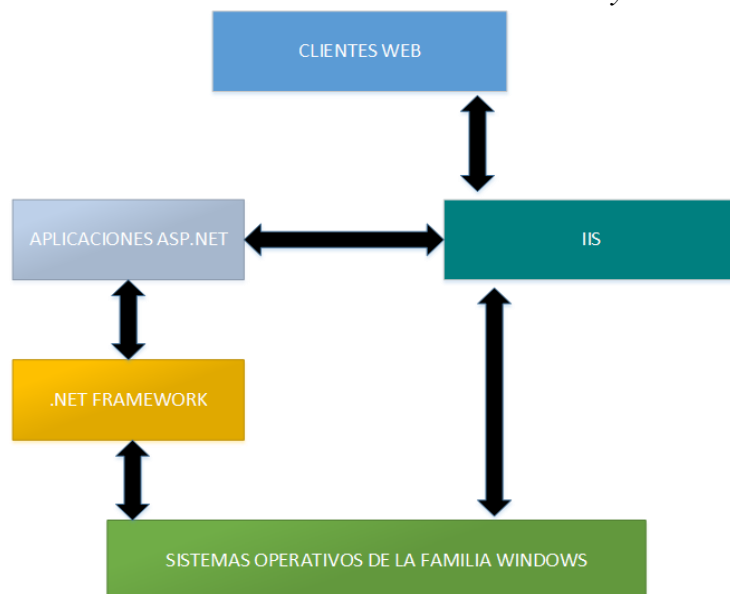 y
CLIENTES WEB
APLICACIONES ASP.NET
IIS
.NET FRAMEWORK
SISTEMAS OPERATIVOS DE LA FAMILIA WINDOWS